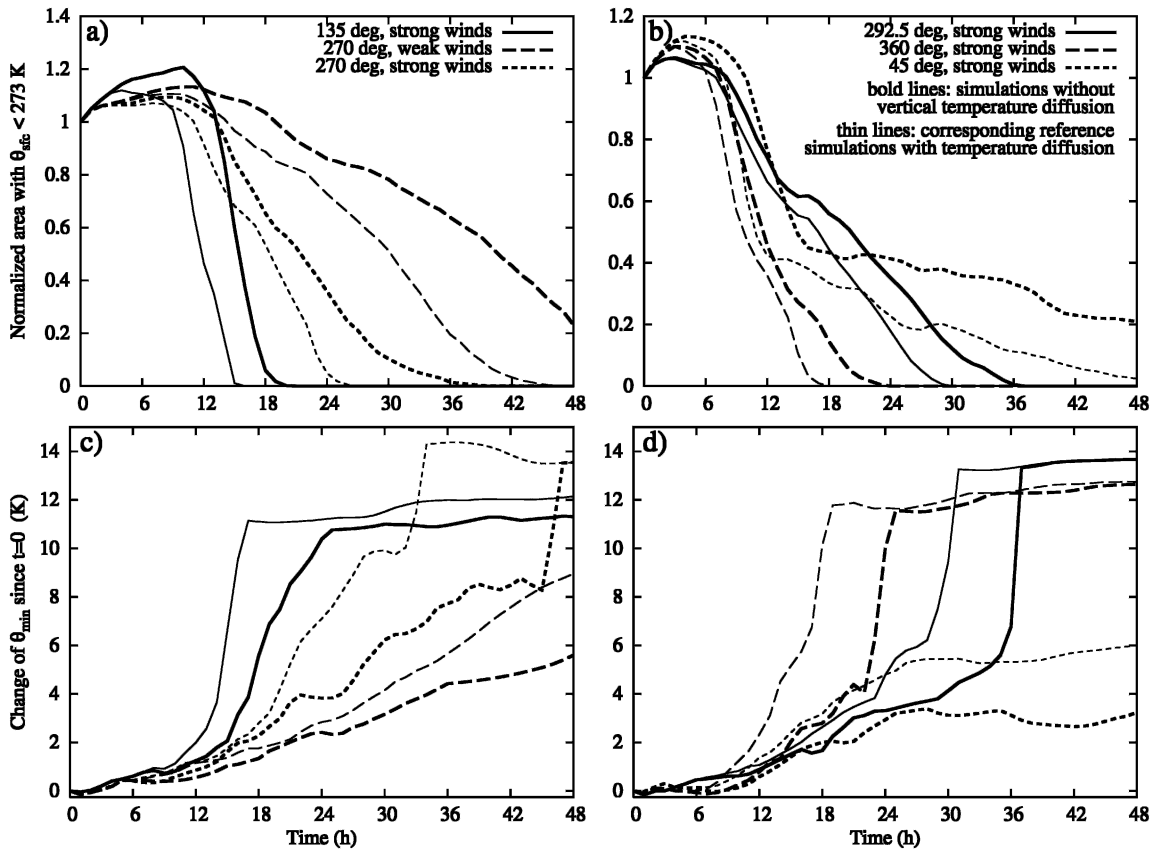 a)
135 deg, strong winds
270 deg, weak winds
270 deg, strong winds
Normalized area with θsfc < 273 K
1.4
1.2
1
0.8
0.6
0.4
0.2
0
0 6 12 18 24 30 36 42 48
b)
292.5 deg, strong winds
360 deg, strong winds
45 deg, strong winds
bold lines: simulations without
vertical temperature diffusion
thin lines: corresponding reference
simulations with temperature diffusion
1.2
1
0.8
0.6
0.4
0.2
0
0 6 12 18 24 30 36 42 48
c)
Change of θmin since t=0 (K)
14
12
10
8
6
4
2
0
0 6 12 18 24 30 36 42 48
Time (h)
d)
14
12
10
8
6
4
2
0
0 6 12 18 24 30 36 42 48
Time (h)